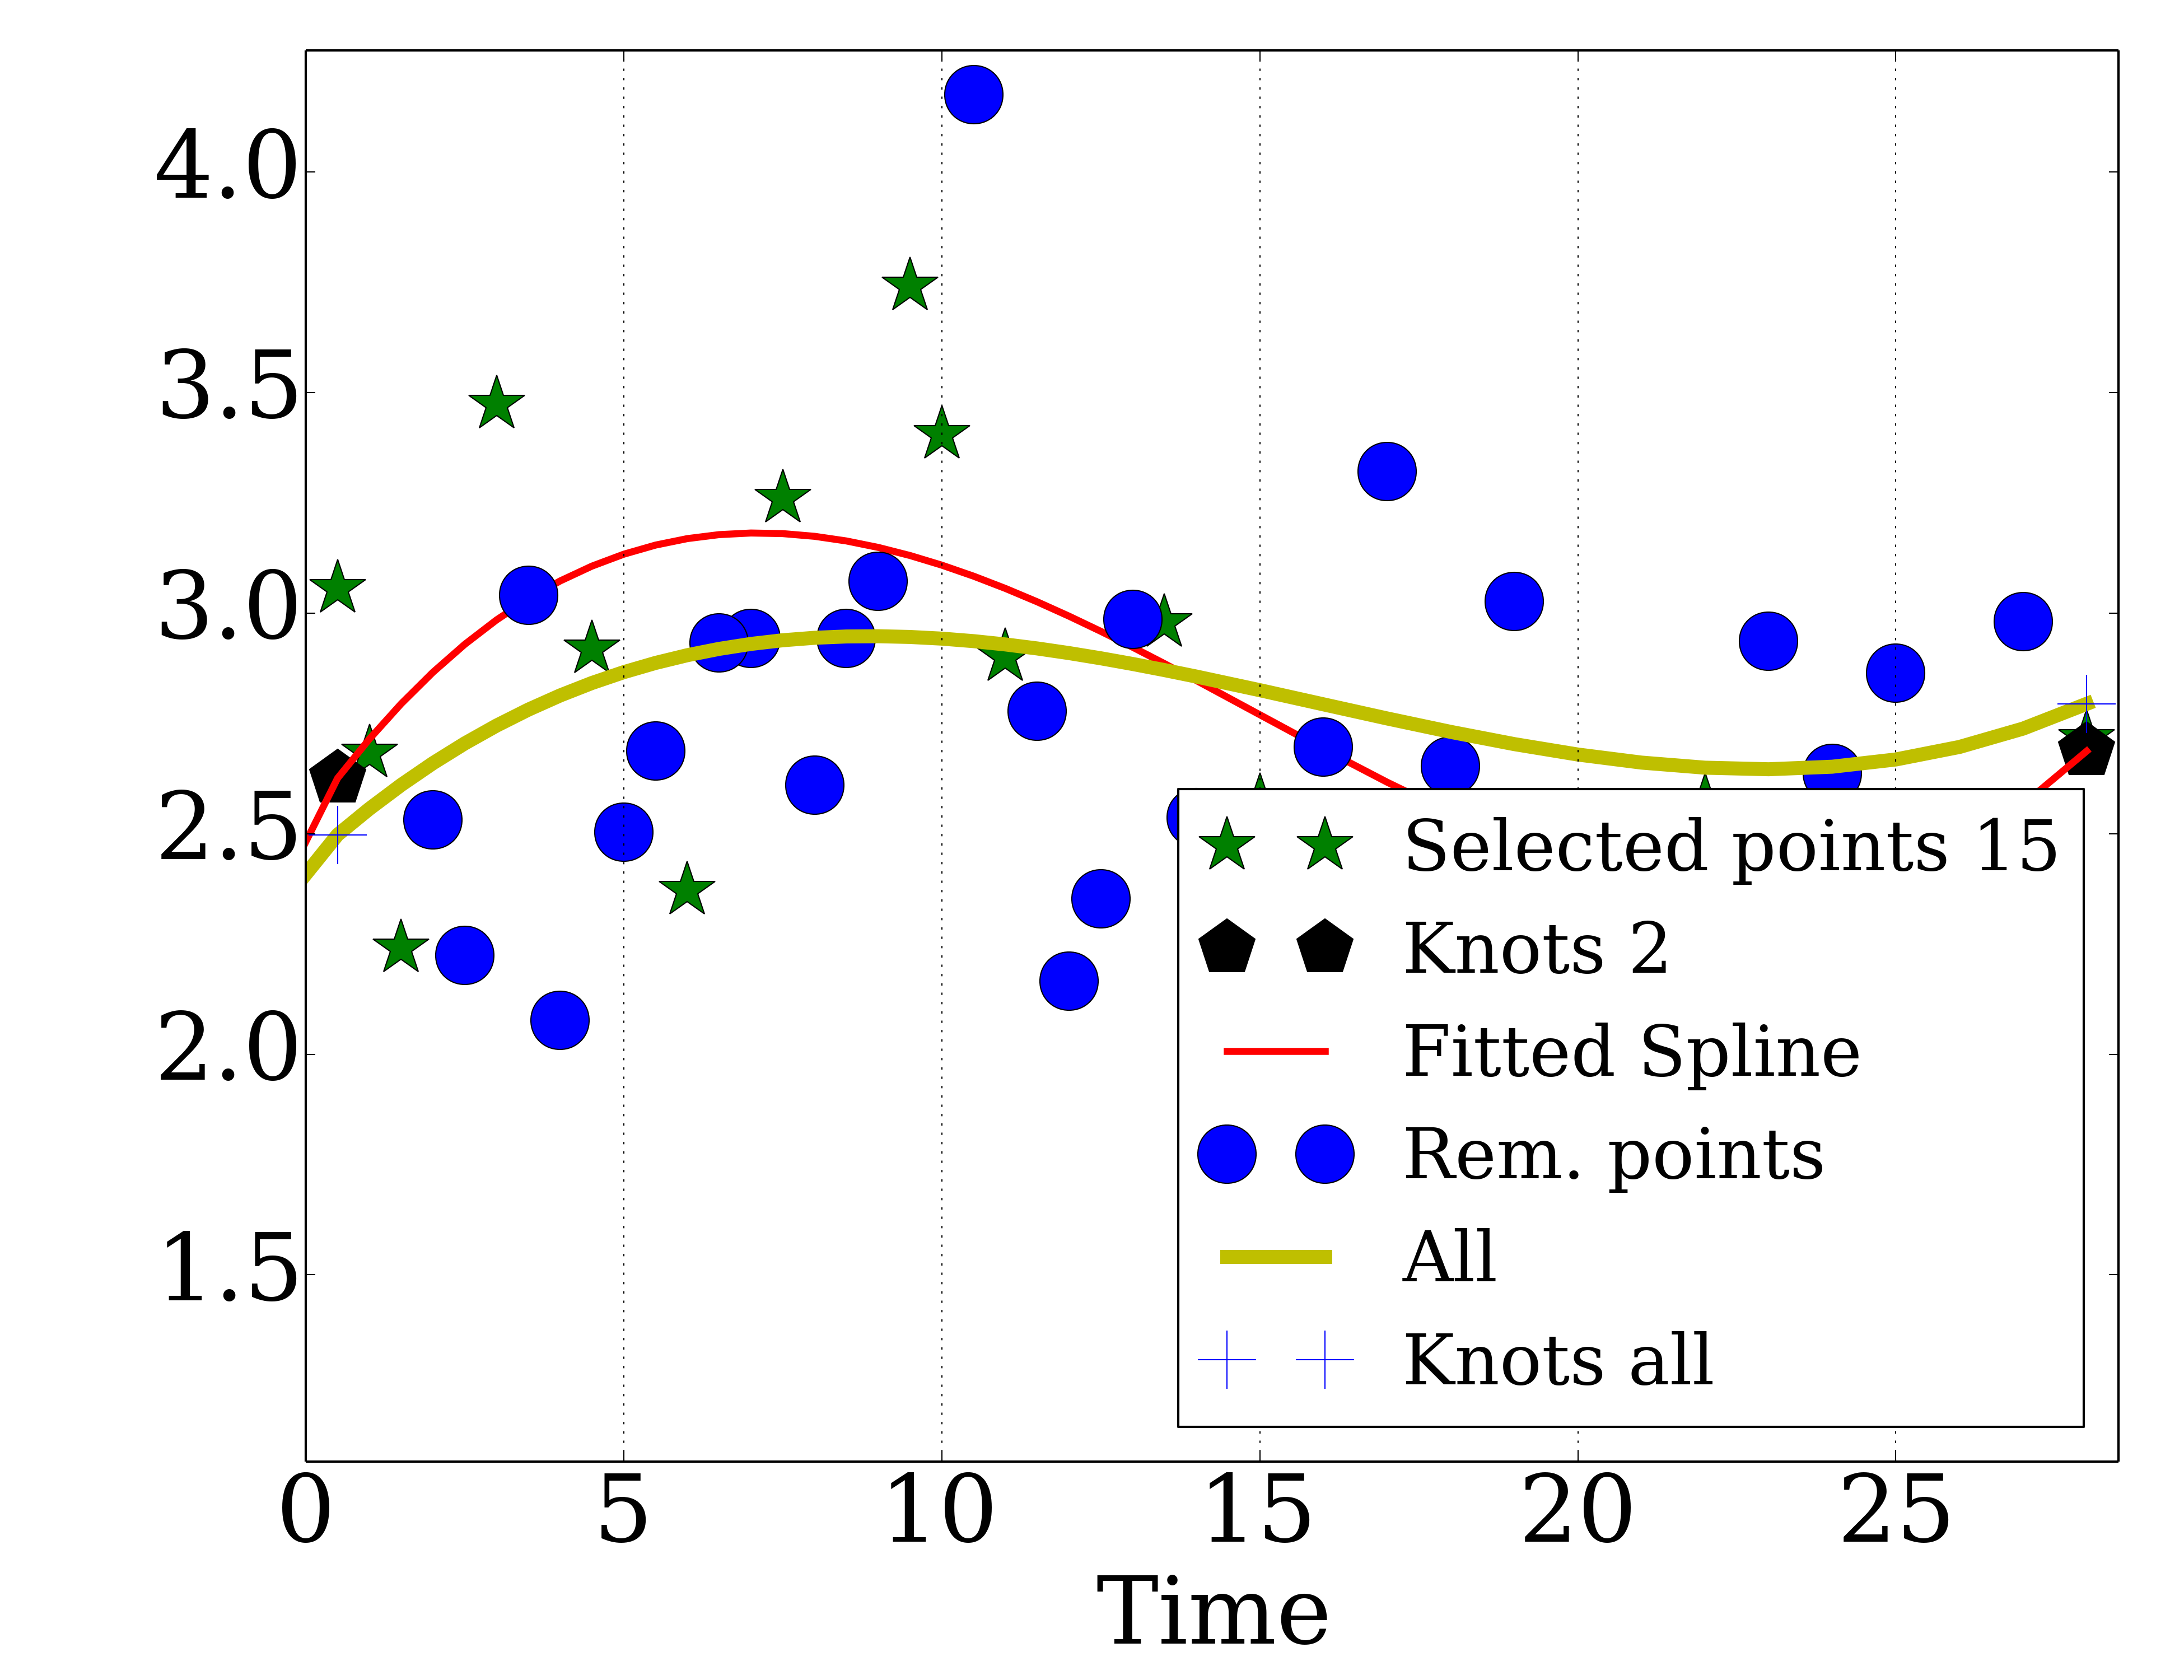 4.0
3.5
3.0
2.5
2.0
1.5
Selected points 15
Knots 2
Fitted Spline
Rem. points
All
Knots all
0 5 10 15 20 25
Time